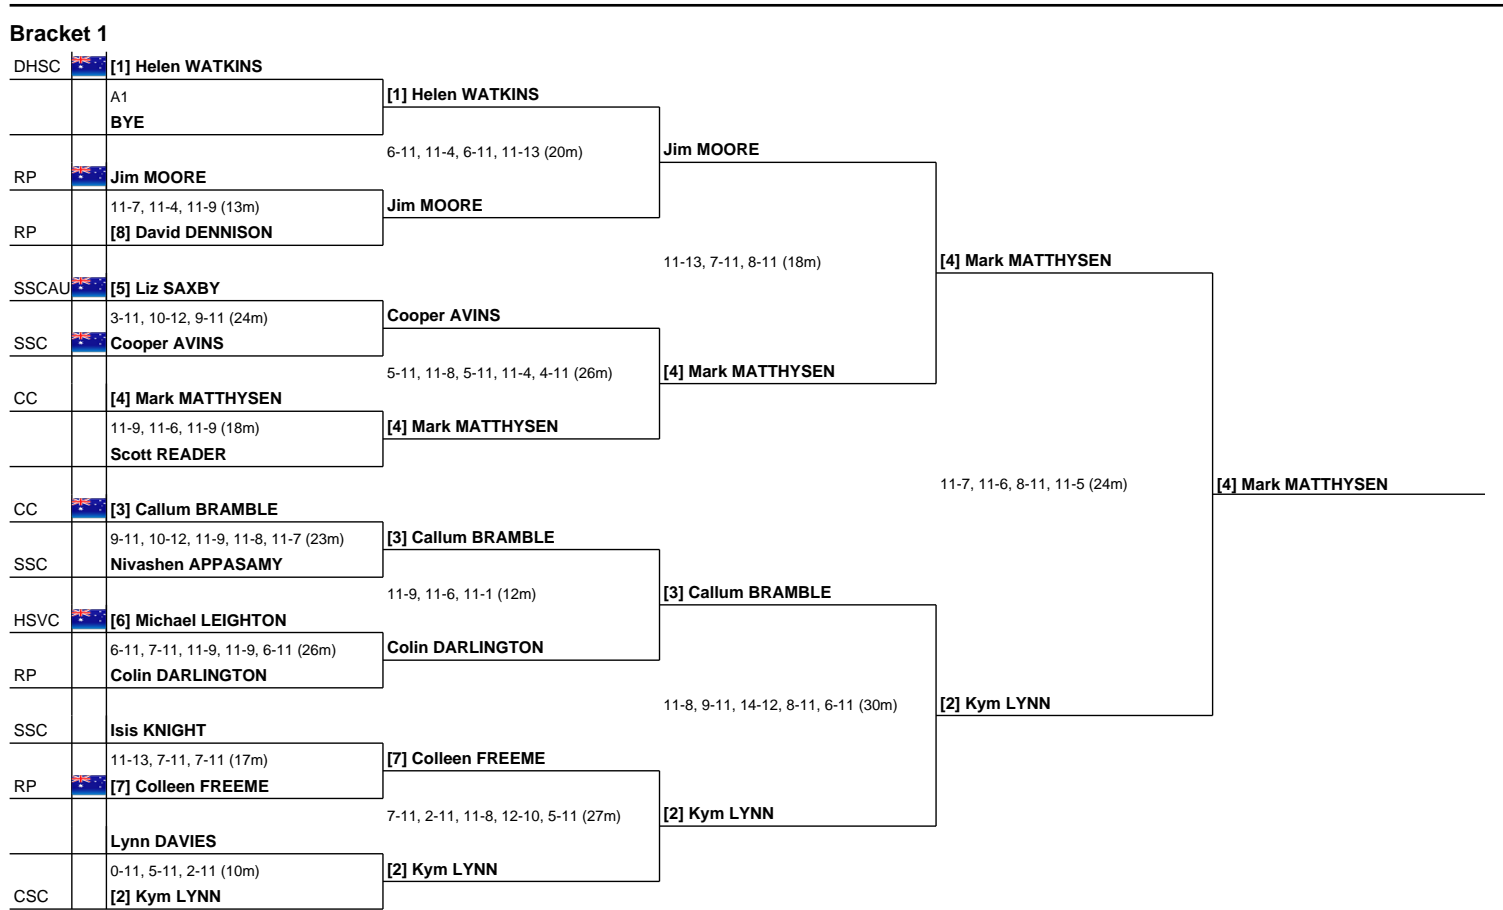 Bracket 1
DHSC [1] Helen WATKINS
A1 [1] Helen WATKINS
BYE
6-11, 11-4, 6-11, 11-13 (20m) Jim MOORE
RP Jim MOORE
11-7, 11-4, 11-9 (13m) Jim MOORE
RP [8] David DENNISON
11-13, 7-11, 8-11 (18m) [4] Mark MATTHYSEN
SSCAU [5] Liz SAXBY
3-11, 10-12, 9-11 (24m) Cooper AVINS
SSC Cooper AVINS
5-11, 11-8, 5-11, 11-4, 4-11 (26m) [4] Mark MATTHYSEN
CC [4] Mark MATTHYSEN
11-9, 11-6, 11-9 (18m) [4] Mark MATTHYSEN
Scott READER
11-7, 11-6, 8-11, 11-5 (24m) [4] Mark MATTHYSEN
CC [3] Callum BRAMBLE
9-11, 10-12, 11-9, 11-8, 11-7 (23m) [3] Callum BRAMBLE
SSC Nivashen APPASAMY
11-9, 11-6, 11-1 (12m) [3] Callum BRAMBLE
HSVC [6] Michael LEIGHTON
6-11, 7-11, 11-9, 11-9, 6-11 (26m) Colin DARLINGTON
RP Colin DARLINGTON
11-8, 9-11, 14-12, 8-11, 6-11 (30m) [2] Kym LYNN
SSC Isis KNIGHT
11-13, 7-11, 7-11 (17m) [7] Colleen FREEME
RP [7] Colleen FREEME
7-11, 2-11, 11-8, 12-10, 5-11 (27m) [2] Kym LYNN
Lynn DAVIES
0-11, 5-11, 2-11 (10m) [2] Kym LYNN
CSC [2] Kym LYNN